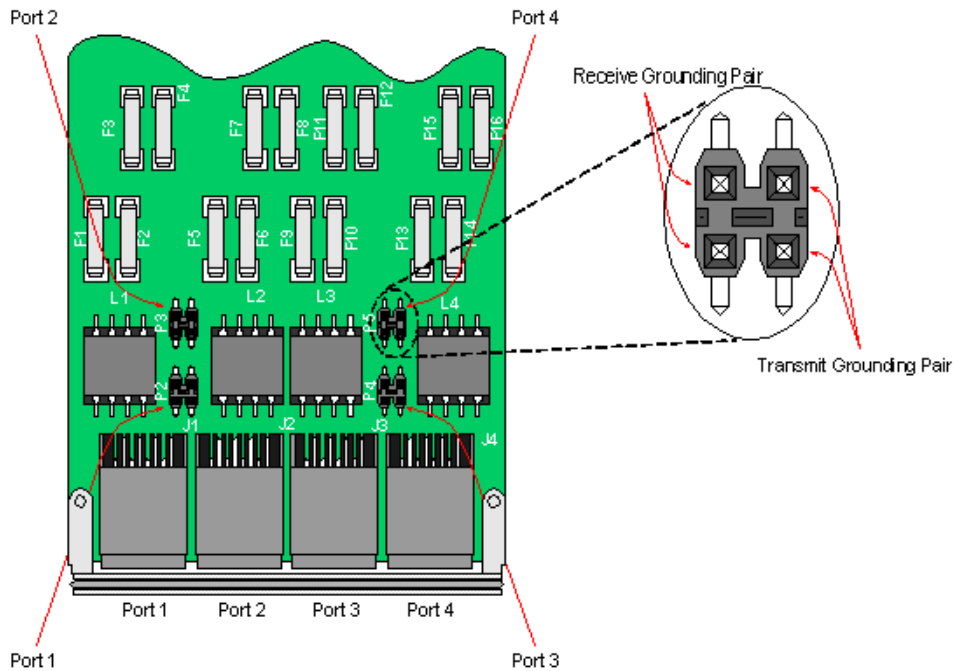 Port 2
Port 4
Receive Grounding Pair
F3
F4
F7
F8
F11
F12
F15
F16
F1
F2
F5
F6
F9
F10
F13
F14
L1
L2
L3
L4
P3
P5
Transmit Grounding Pair
P2
P4
J1
J2
J3
J4
Port 1
Port 2
Port 3
Port 4
Port 1
Port 3